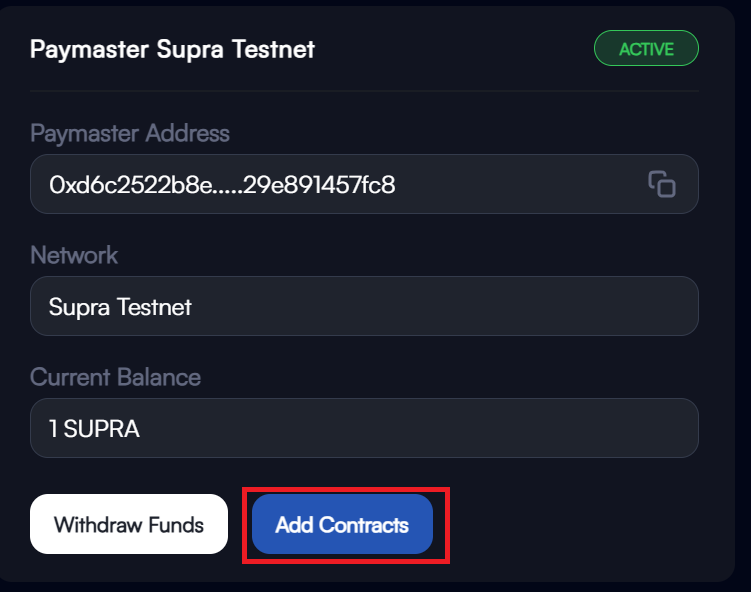 Paymaster Supra Testnet
ACTIVE
Paymaster Address
0xd6c2522b8e.....29e891457fc8
Network
Supra Testnet
Current Balance
1 SUPRA
Withdraw Funds
Add Contracts